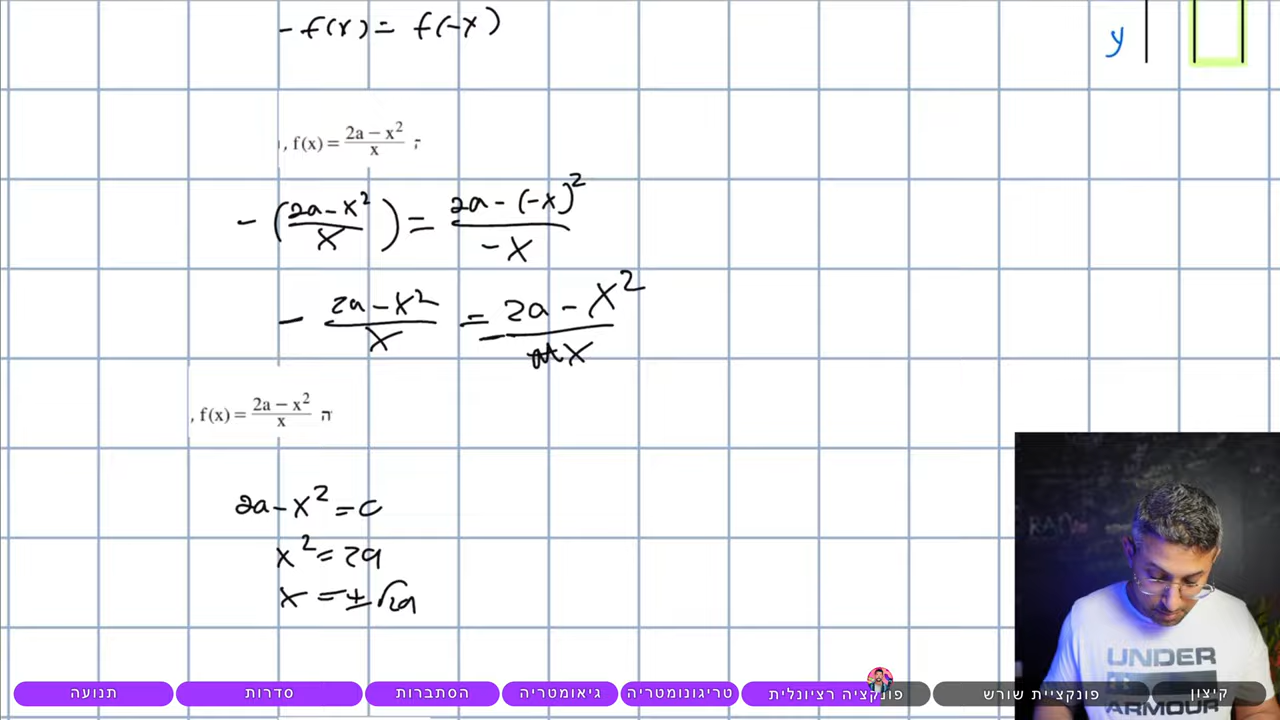 -f(x) = f(-x)
y
, f(x) = (2a − x²)/x
-((2a-x²)/x) = (2a-(-x)²)/(-x)
- (2a-x²)/x = - (2a-x²)/x
, f(x) = (2a − x²)/x ה
2a-x² = 0
x² = 2a
x = ±√2a
UNDER
ARMOUR
קיצון
פונקציית שורש
פונקציה רציונלית
טריגונומטריה
גיאומטריה
הסתברות
סדרות
תנועה